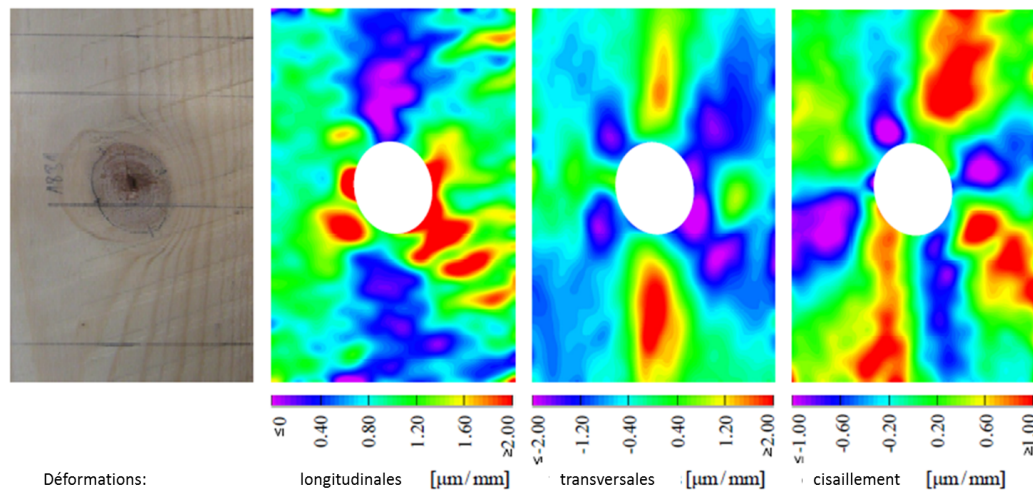 ≤0 0.40 0.80 1.20 1.60 ≥2.00
≤-2.00 -1.20 -0.40 0.40 1.20 ≥2.00
≤-1.00 -0.60 -0.20 0.20 0.60 ≥1.00
Déformations: longitudinales [µm/mm] transversales [µm/mm] cisaillement [µm/mm]